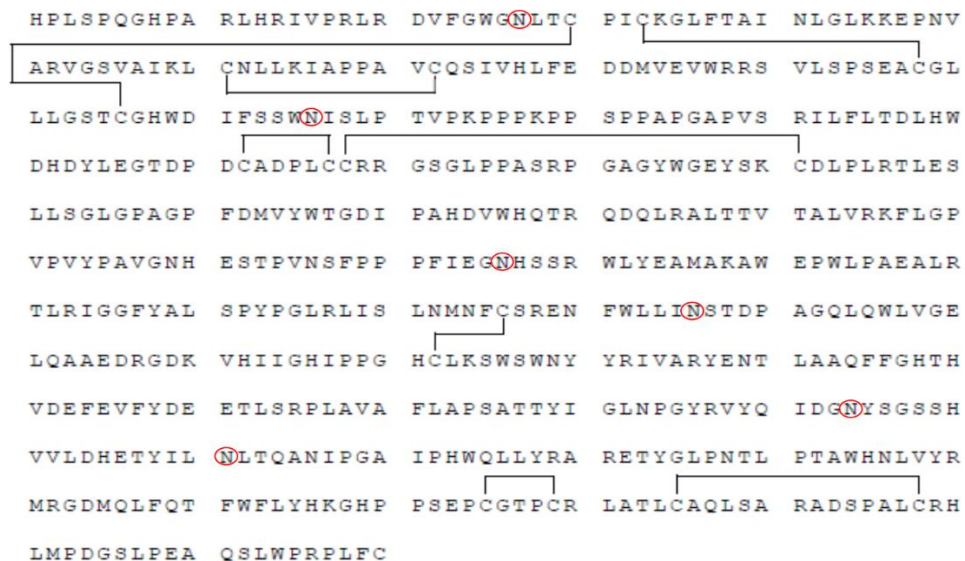 HPLSPQGHPA RLHRIVPRLR DVFGWGNLTC PICKGLFTAI NLGLKKEPNV
ARVGSVAIKL CNLLKIAPPA VCQSIVHLFE DDMVEVWRRS VLSPSEACGL
LLGSTCGHWD IFSSWNISLP TVPKPPPKPP SPPAPGAPVS RILFLTDLHW
DHDYLEGTDP DCADPLCCRR GSGLPPASRP GAGYWGEYSK CDLPLRTLES
LLSGLGPAGP FDMVYWTGDI PAHDVWHQTR QDQLRALTTV TALVRKFLGP
VPVYPAVGNH ESTPVNSFPP PFIEGNHSSR WLYEAMAKAW EPWLPAEALR
TLRIGGFYAL SPYPGLRLIS LNMNFCSREN FWLLINSTDP AGQLQWLVGE
LQAAEDRGDK VHIIGHIPPG HCLKSWSWNY YRIVARYENT LAAQFFGHTH
VDEFEVFYDE ETLSRPLAVA FLAPSATTYI GLNPGYRVYQ IDGNYSGSSH
VVLDHETYIL NLTQANIPGA IPHWQLLYRA RETYGLPNTL PTAWHNLVYR
MRGDMQLFQT FWFLYHKGHP PSEPCGTPCR LATLCAQLSA RADSPALCRH
LMPDGSLPEA QSLWPRPLFC